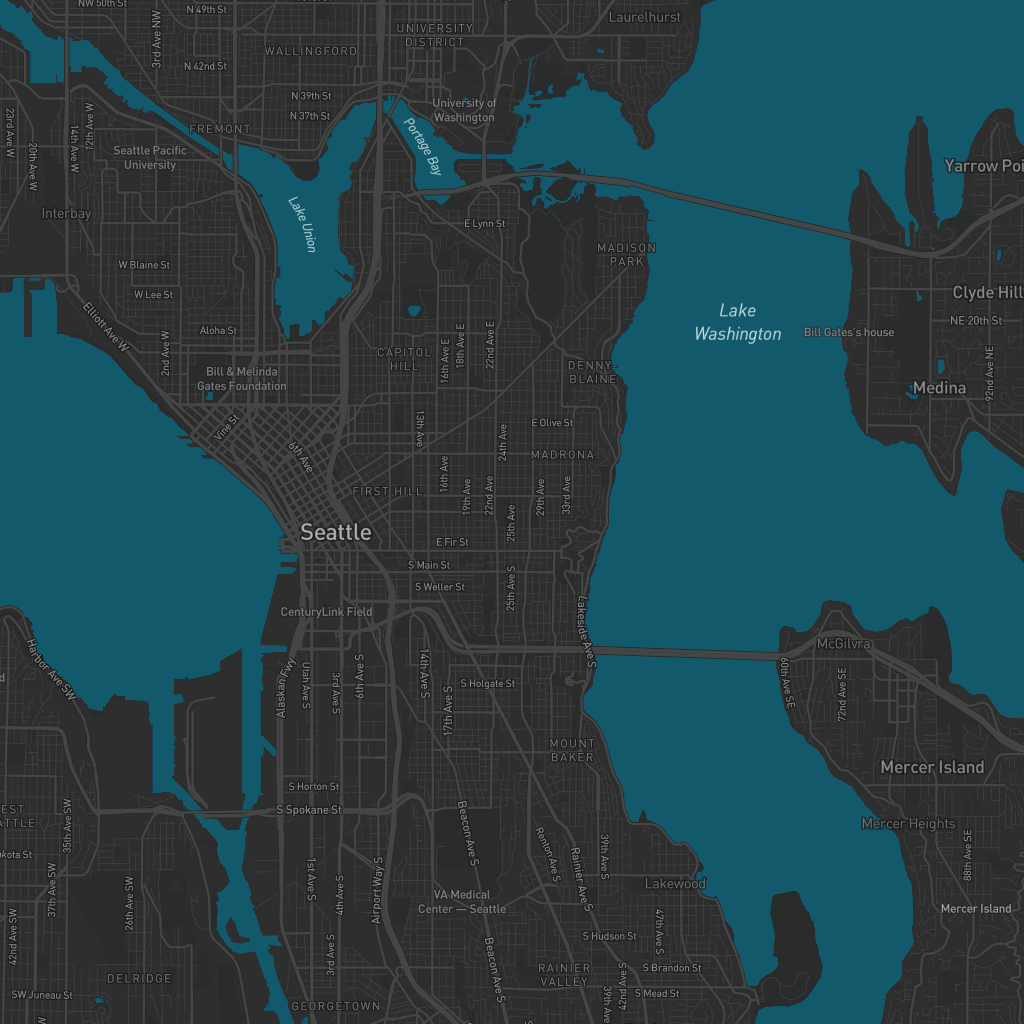 NW 50th St
N 49th St
Laurelhurst
3rd Ave NW
WALLINGFORD
UNIVERSITY
DISTRICT
N 42nd St
N 39th St
N 37th St
University of
Washington
23rd Ave W
20th Ave W
14th Ave W
12th Ave W
FREMONT
Seattle Pacific
University
Portage Bay
Interbay
Lake Union
E Lynn St
MADISON
PARK
W Blaine St
W Lee St
Elliott Ave W
Aloha St
2nd Ave W
Lake
Washington
Clyde Hill
NE 20th St
Bill Gates's house
92nd Ave NE
Medina
CAPITOL
HILL
16th Ave E
18th Ave E
22nd Ave E
Bill & Melinda
Gates Foundation
DENNY-
BLAINE
Vine St
6th Ave
13th Ave
E Olive St
24th Ave
MADRONA
16th Ave
19th Ave
22nd Ave
25th Ave
29th Ave
33rd Ave
FIRST HILL
Seattle
E Fir St
S Main St
S Weller St
25th Ave S
CenturyLink Field
Lakeside Ave S
McGilvra
Harbor Ave SW
Alaskan Fwy
Utah Ave S
3rd Ave S
6th Ave S
14th Ave S
17th Ave S
S Holgate St
60th Ave SE
72nd Ave SE
MOUNT
BAKER
Mercer Island
S Horton St
S Spokane St
Mercer Heights
35th Ave SW
37th Ave SW
42nd Ave SW
26th Ave SW
1st Ave S
4th Ave S
Airport Way S
Beacon Ave S
Renton Ave S
Rainier Ave S
39th Ave S
88th Ave SE
Lakewood
VA Medical
Center — Seattle
Mercer Island
47th Ave S
S Hudson St
3rd Ave S
Beacon Ave S
DELRIDGE
RAINIER
VALLEY
S Brandon St
42nd Ave S
39th Ave
S Mead St
SW Juneau St
GEORGETOWN